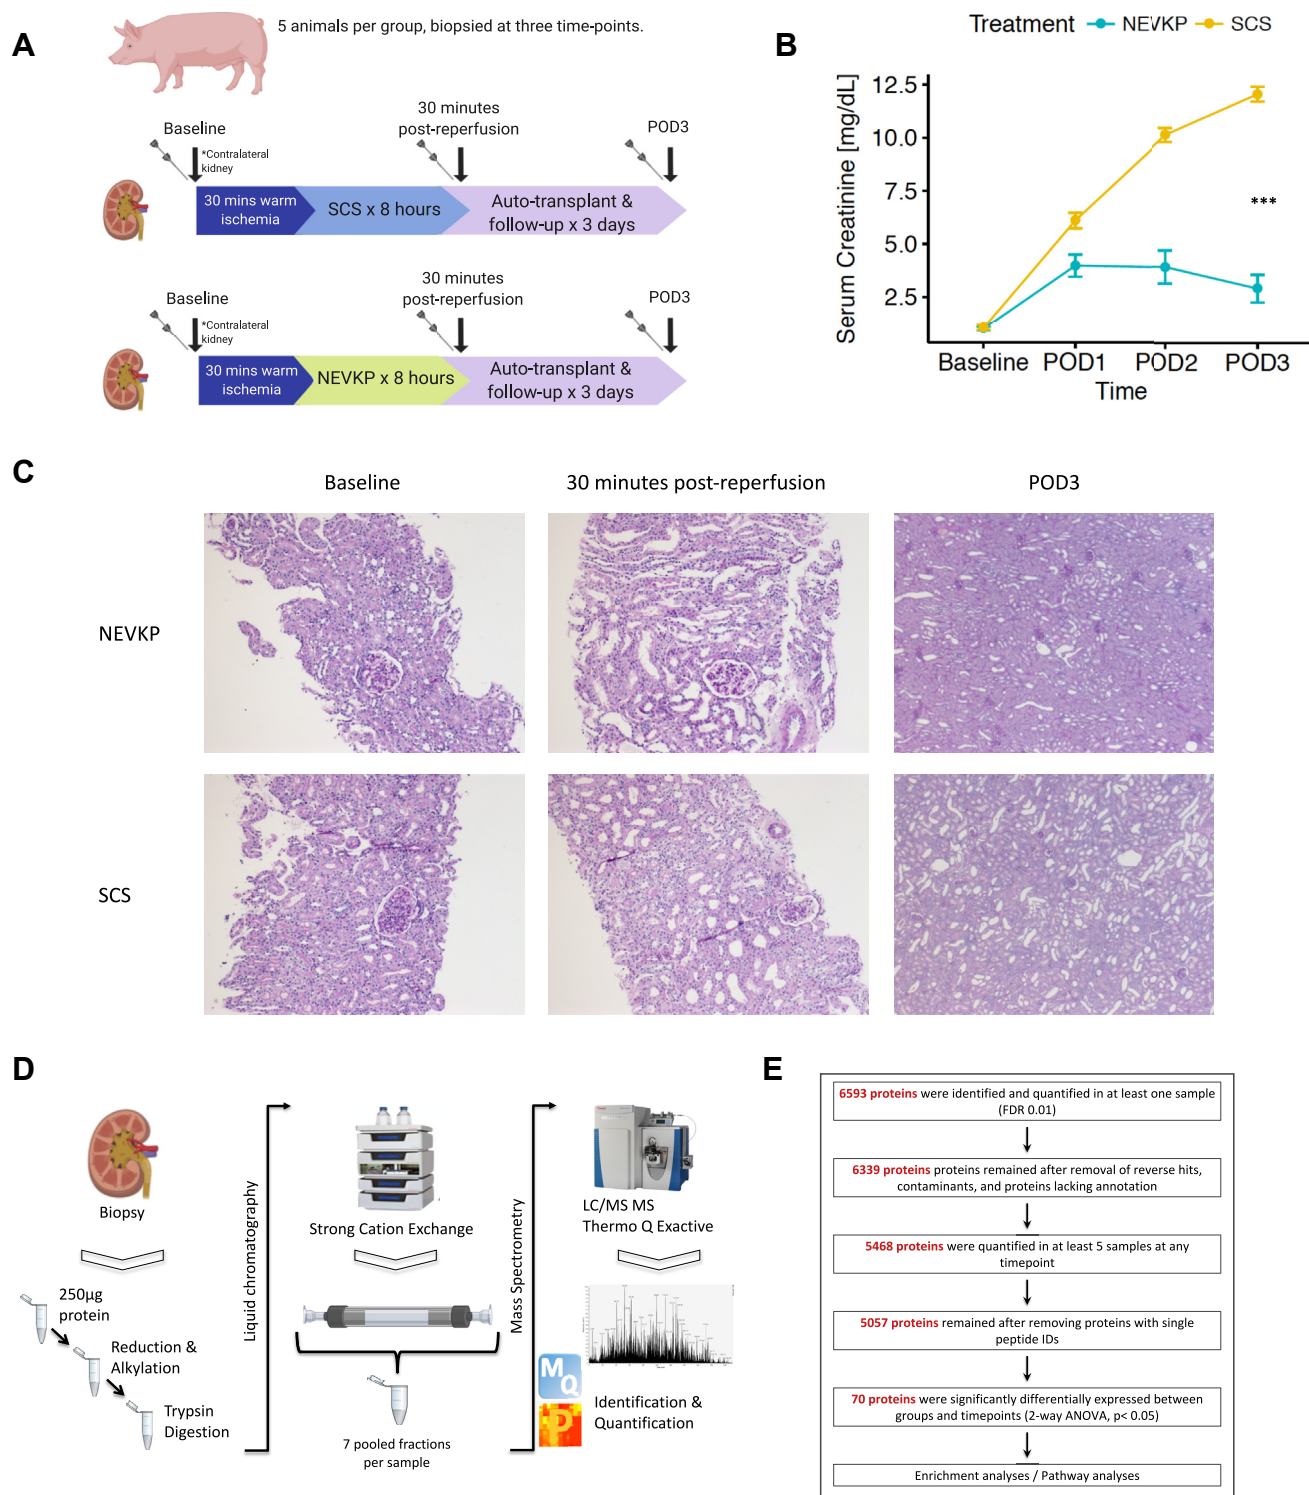 A
5 animals per group, biopsied at three time-points.
Baseline
*Contralateral
kidney
30 minutes
post-reperfusion
POD3
30 mins warm
ischemia
SCS x 8 hours
Auto-transplant &
follow-up x 3 days
Baseline
*Contralateral
kidney
30 minutes
post-reperfusion
POD3
30 mins warm
ischemia
NEVKP x 8 hours
Auto-transplant &
follow-up x 3 days
B
Treatment NEVKP SCS
Serum Creatinine [mg/dL]
12.5
10.0
7.5
5.0
2.5
***
Baseline POD1 POD2 POD3
Time
C
Baseline
30 minutes post-reperfusion
POD3
NEVKP
SCS
D
Biopsy
250µg
protein
Reduction &
Alkylation
Trypsin
Digestion
Liquid chromatography
Strong Cation Exchange
7 pooled fractions
per sample
Mass Spectrometry
LC/MS MS
Thermo Q Exactive
M
Q
P
Identification &
Quantification
E
6593 proteins were identified and quantified in at least one sample
(FDR 0.01)
6339 proteins proteins remained after removal of reverse hits,
contaminants, and proteins lacking annotation
5468 proteins were quantified in at least 5 samples at any
timepoint
5057 proteins remained after removing proteins with single
peptide IDs
70 proteins were significantly differentially expressed between
groups and timepoints (2-way ANOVA, p< 0.05)
Enrichment analyses / Pathway analyses